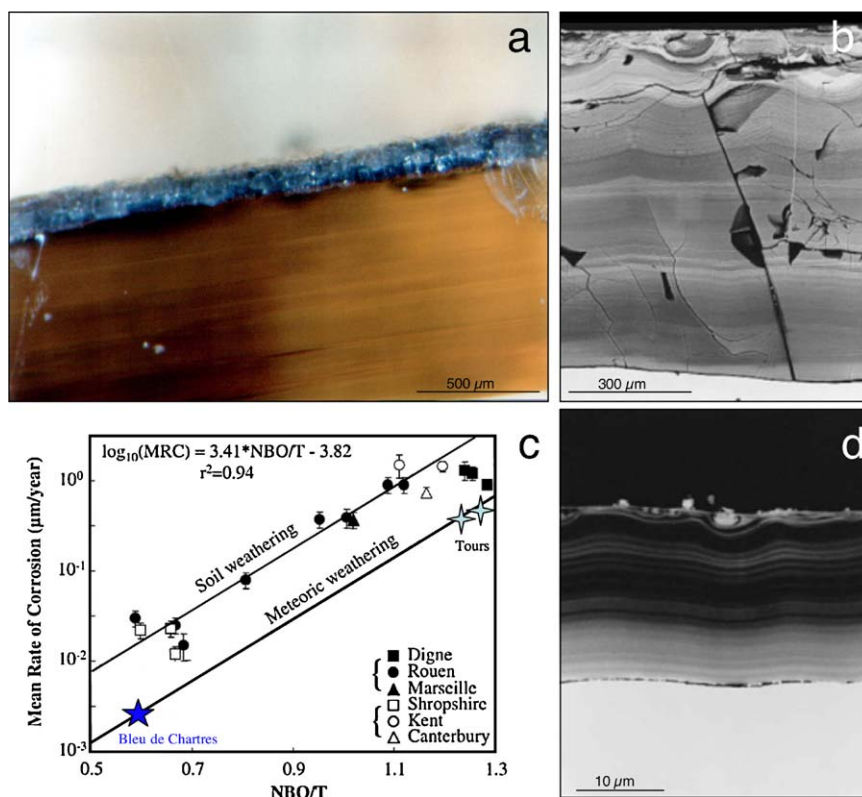 a
500 µm
b
300 µm
c
log₁₀(MRC) = 3.41*NBO/T - 3.82
r²=0.94
Mean Rate of Corrosion (µm/year)
10⁰
10⁻¹
10⁻²
10⁻³
Soil weathering
Meteoric weathering
Tours
Bleu de Chartres
Digne
Rouen
Marseille
Shropshire
Kent
Canterbury
0.5
0.7
0.9
1.1
1.3
NBO/T
d
10 µm